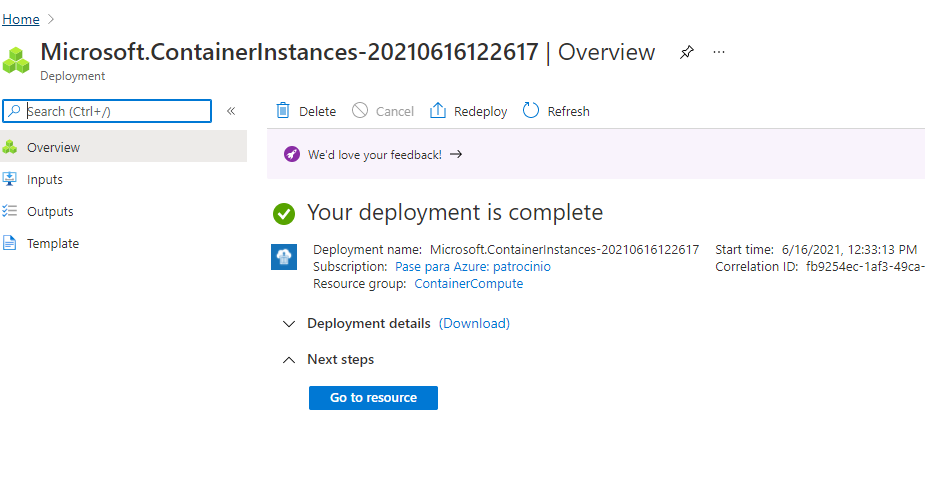 Home
Microsoft.ContainerInstances-20210616122617 | Overview
Deployment
Search (Ctrl+/)
Overview
Inputs
Outputs
Template
Delete Cancel Redeploy Refresh
We'd love your feedback!
Your deployment is complete
Deployment name: Microsoft.ContainerInstances-20210616122617 Start time: 6/16/2021, 12:33:13 PM
Subscription: Pase para Azure: patrocinio Correlation ID: fb9254ec-1af3-49ca-
Resource group: ContainerCompute
Deployment details (Download)
Next steps
Go to resource